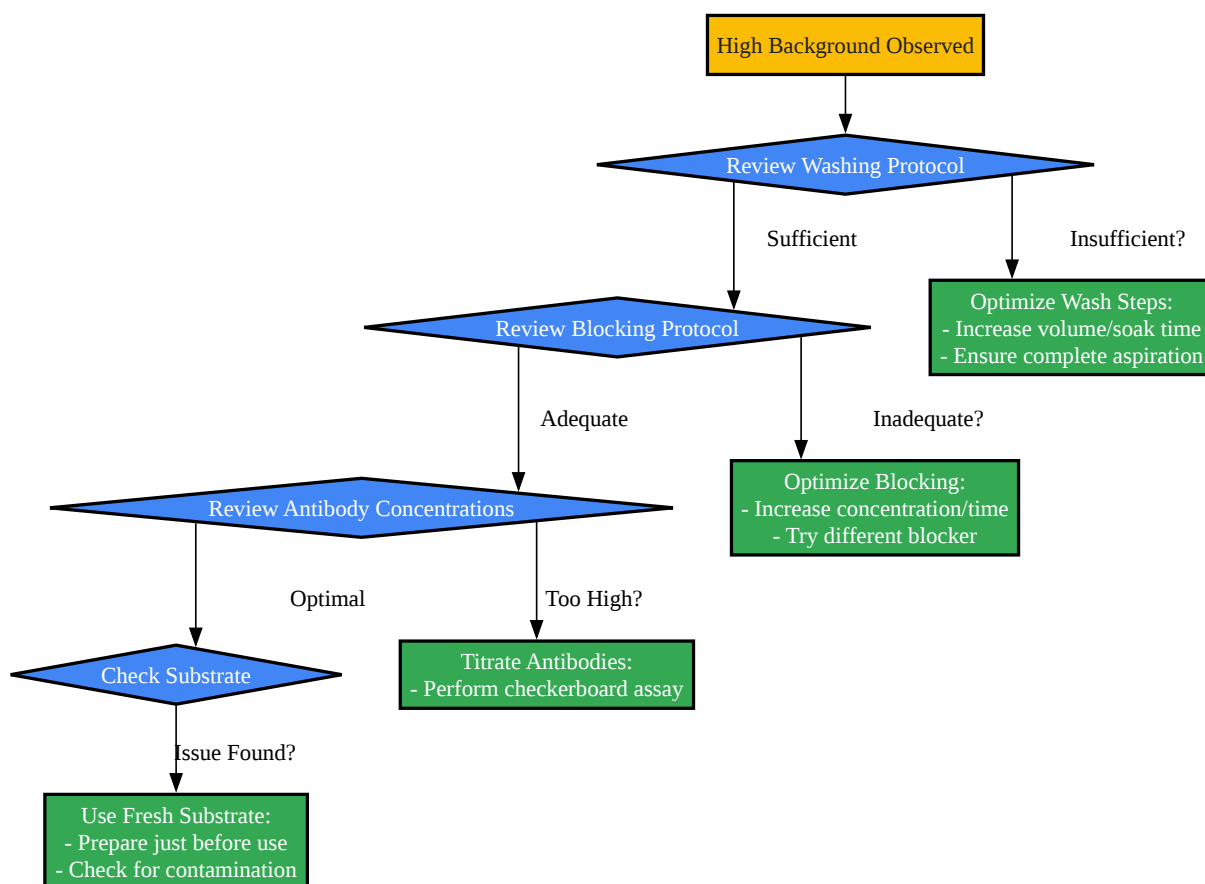 High Background Observed
Review Washing Protocol
Sufficient
Insufficient?
Optimize Wash Steps:
- Increase volume/soak time
- Ensure complete aspiration
Review Blocking Protocol
Adequate
Inadequate?
Optimize Blocking:
- Increase concentration/time
- Try different blocker
Review Antibody Concentrations
Optimal
Too High?
Titrate Antibodies:
- Perform checkerboard assay
Check Substrate
Issue Found?
Use Fresh Substrate:
- Prepare just before use
- Check for contamination